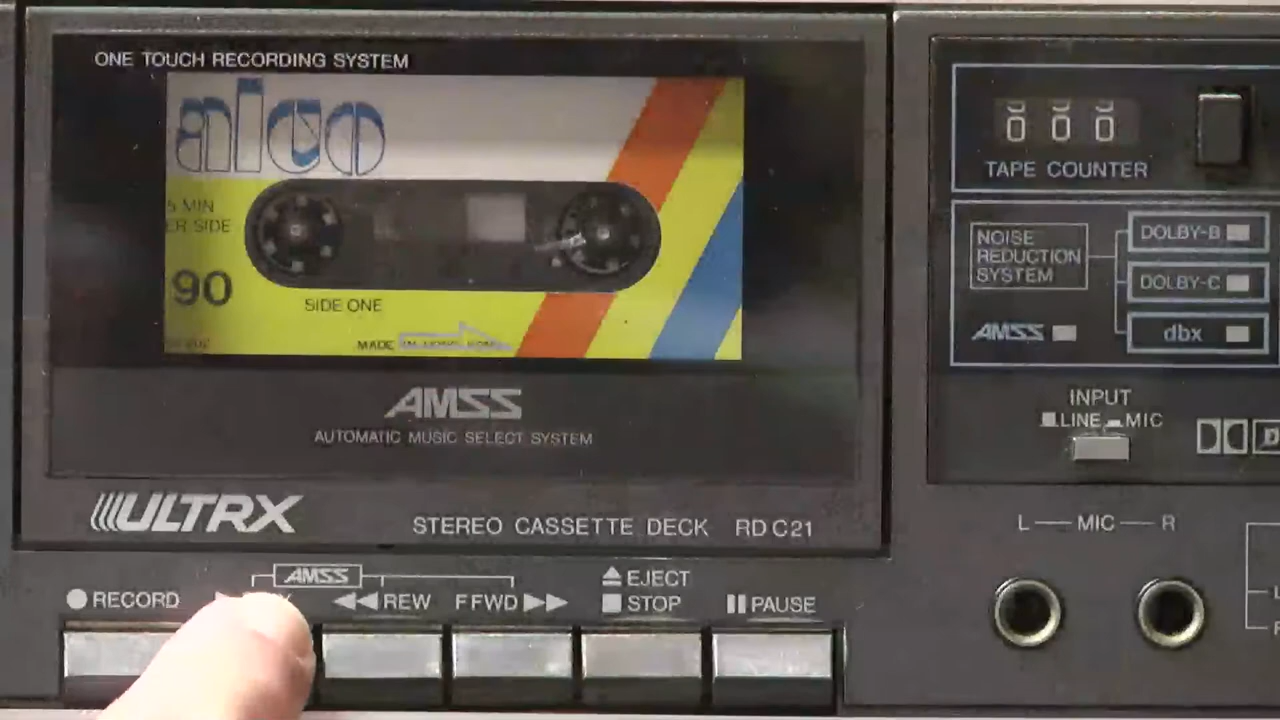 ONE TOUCH RECORDING SYSTEM
alco
5 MIN
ER SIDE
90
SIDE ONE
MADE
AMSS
AUTOMATIC MUSIC SELECT SYSTEM
ULTRX
STEREO CASSETTE DECK RD C21
AMSS
RECORD
REW
FFWD
EJECT
STOP
PAUSE
000
TAPE COUNTER
NOISE
REDUCTION
SYSTEM
DOLBY-B
DOLBY-C
dbx
AMSS
INPUT
LINE MIC
L MIC R